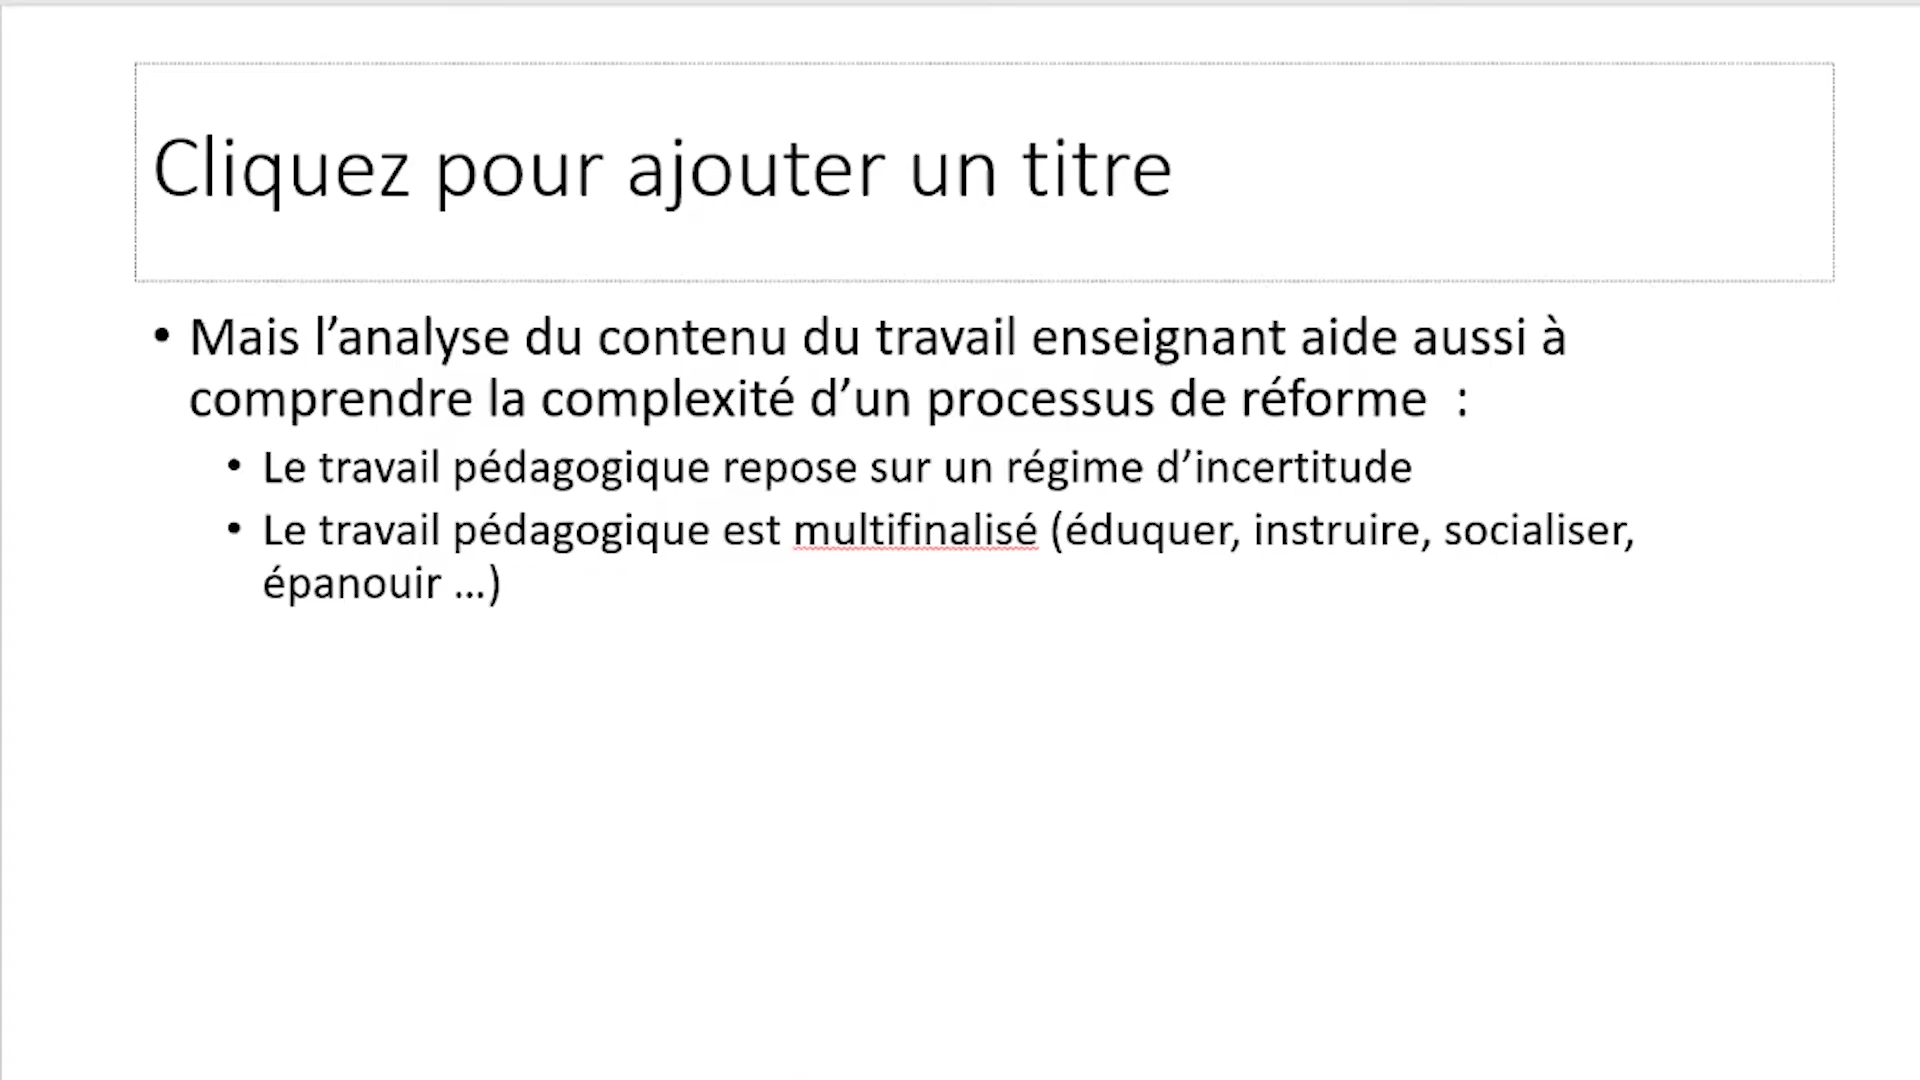 Cliquez pour ajouter un titre
• Mais l’analyse du contenu du travail enseignant aide aussi à
comprendre la complexité d’un processus de réforme  :
• Le travail pédagogique repose sur un régime d’incertitude
• Le travail pédagogique est multifinalisé (éduquer, instruire, socialiser,
épanouir ...)